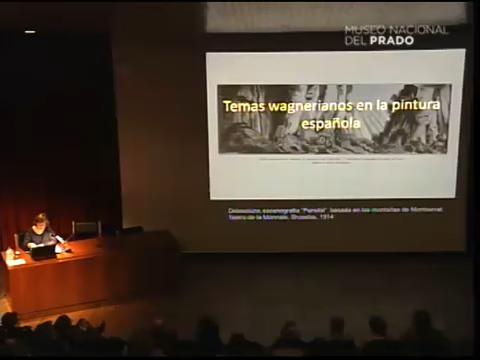 MUSEO NACIONAL
DEL PRADO
Temas wagnerianos en la pintura
española
escenografía "Parsifal" basada en las montañas de Montserrat
Teatro de la Monnaie, Bruselas, 1914